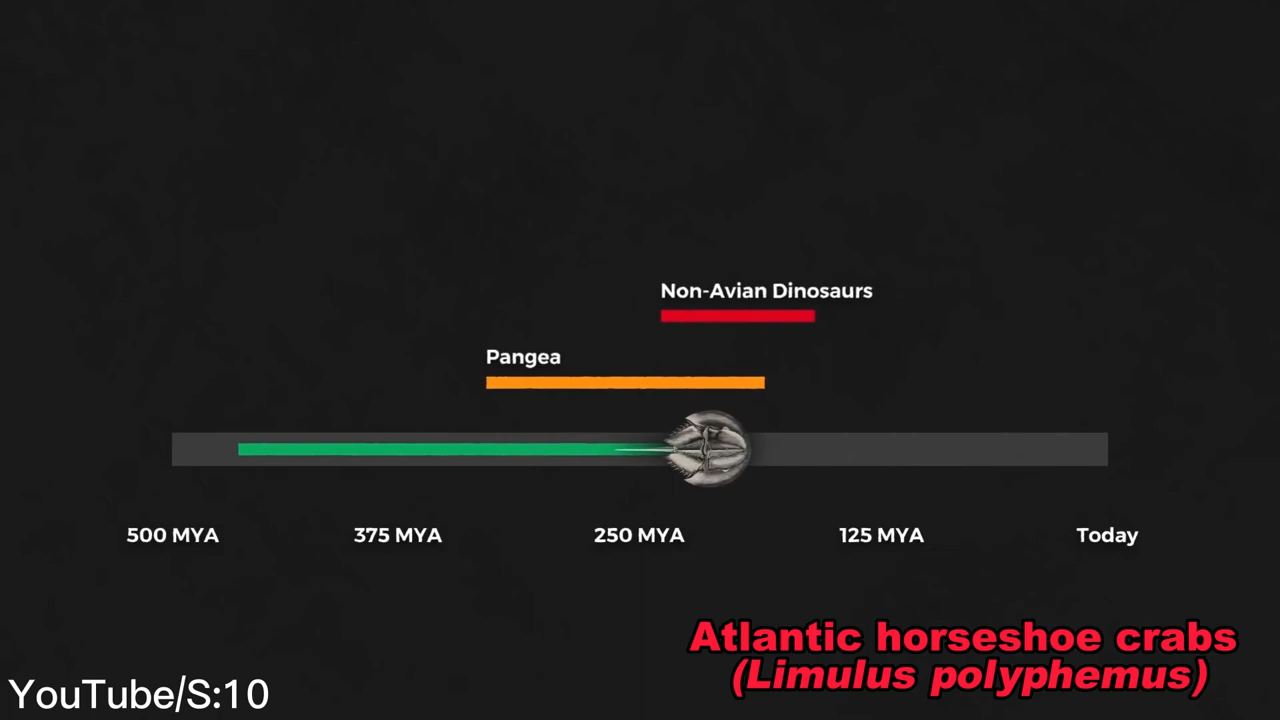 Non-Avian Dinosaurs
Pangea
500 MYA 375 MYA 250 MYA 125 MYA Today
Atlantic horseshoe crabs
(Limulus polyphemus)
YouTube/S:10